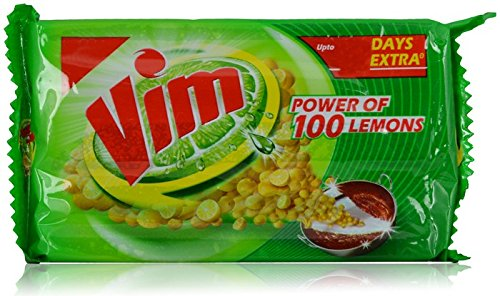 Upto
DAYS
EXTRA
Vim
POWER OF
100 LEMONS